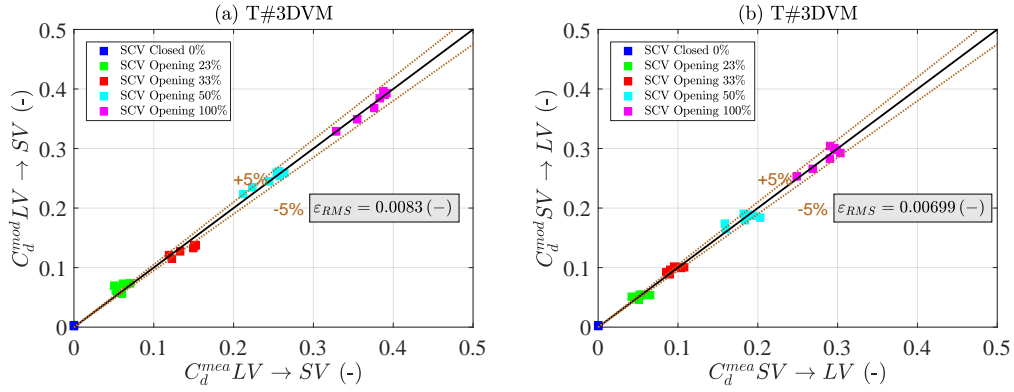 (a) T#3DVM
SCV Closed 0%
SCV Opening 23%
SCV Opening 33%
SCV Opening 50%
SCV Opening 100%
+5%
-5%
ε_RMS = 0.0083 (−)
0.5
0.4
0.3
0.2
0.1
0
0 0.1 0.2 0.3 0.4 0.5
C_d^mod LV → SV (-)
C_d^mea LV → SV (-)
(b) T#3DVM
SCV Closed 0%
SCV Opening 23%
SCV Opening 33%
SCV Opening 50%
SCV Opening 100%
+5%
-5%
ε_RMS = 0.00699 (−)
0.5
0.4
0.3
0.2
0.1
0
0 0.1 0.2 0.3 0.4 0.5
C_d^mod SV → LV (-)
C_d^mea SV → LV (-)